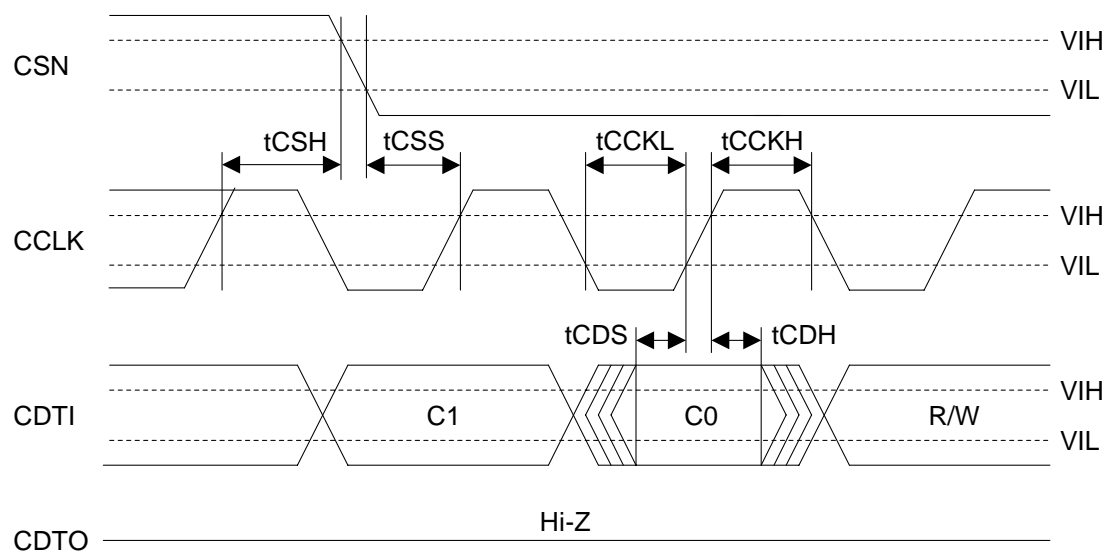 VIH
CSN
VIL
tCSH tCSS tCCKL tCCKH
VIH
CCLK
VIL
tCDS tCDH
VIH
CDTI C1 C0 R/W
VIL
Hi-Z
CDTO